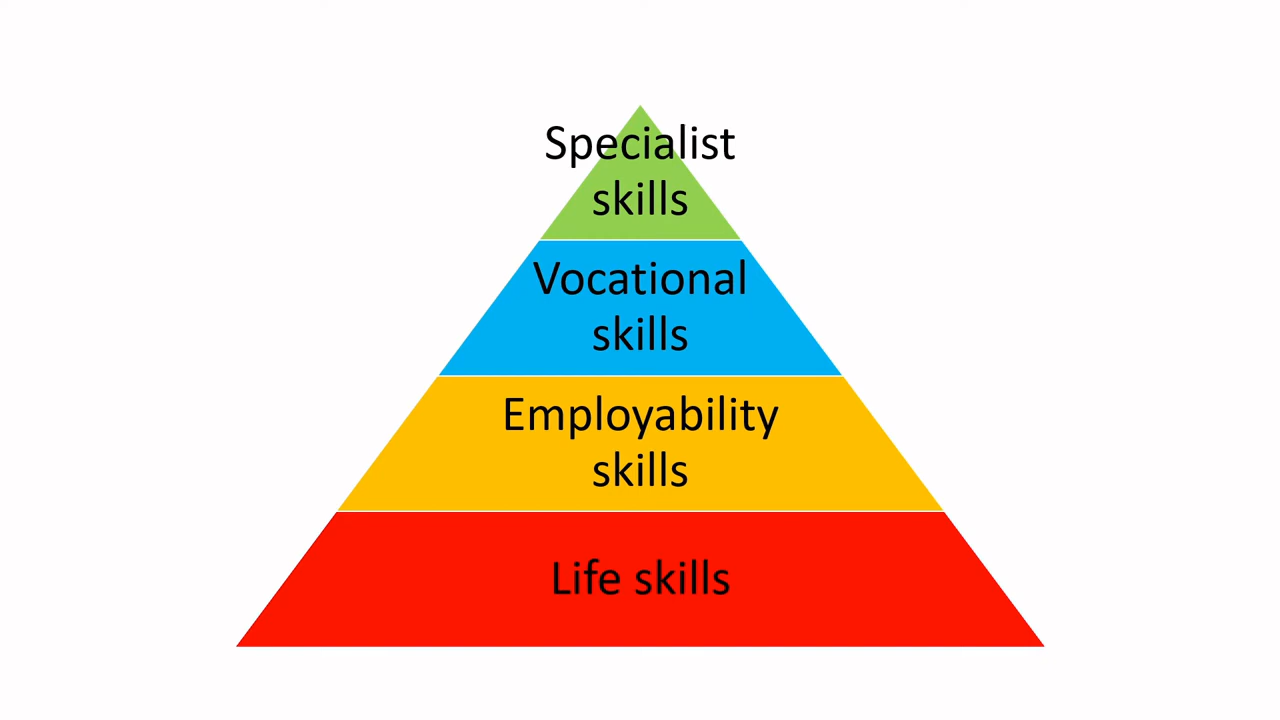 Specialist
skills
Vocational
skills
Employability
skills
Life skills